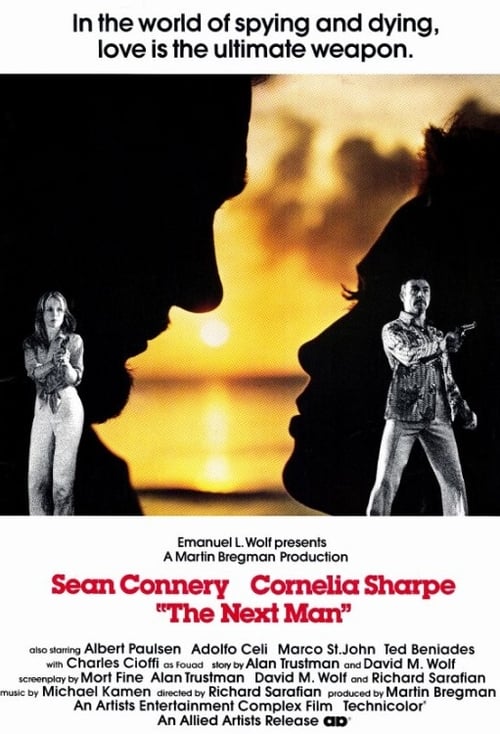 In the world of spying and dying,
love is the ultimate weapon.
Emanuel L. Wolf presents
A Martin Bregman Production
Sean Connery Cornelia Sharpe
"The Next Man"
also starring Albert Paulsen Adolfo Celi Marco St. John Ted Beniades
with Charles Cioffi as Fouad story by Alan Trustman and David M. Wolf
screenplay by Mort Fine Alan Trustman David M. Wolf and Richard Sarafian
music by Michael Kamen directed by Richard Sarafian produced by Martin Bregman
An Artists Entertainment Complex Film Technicolor®
An Allied Artists Release